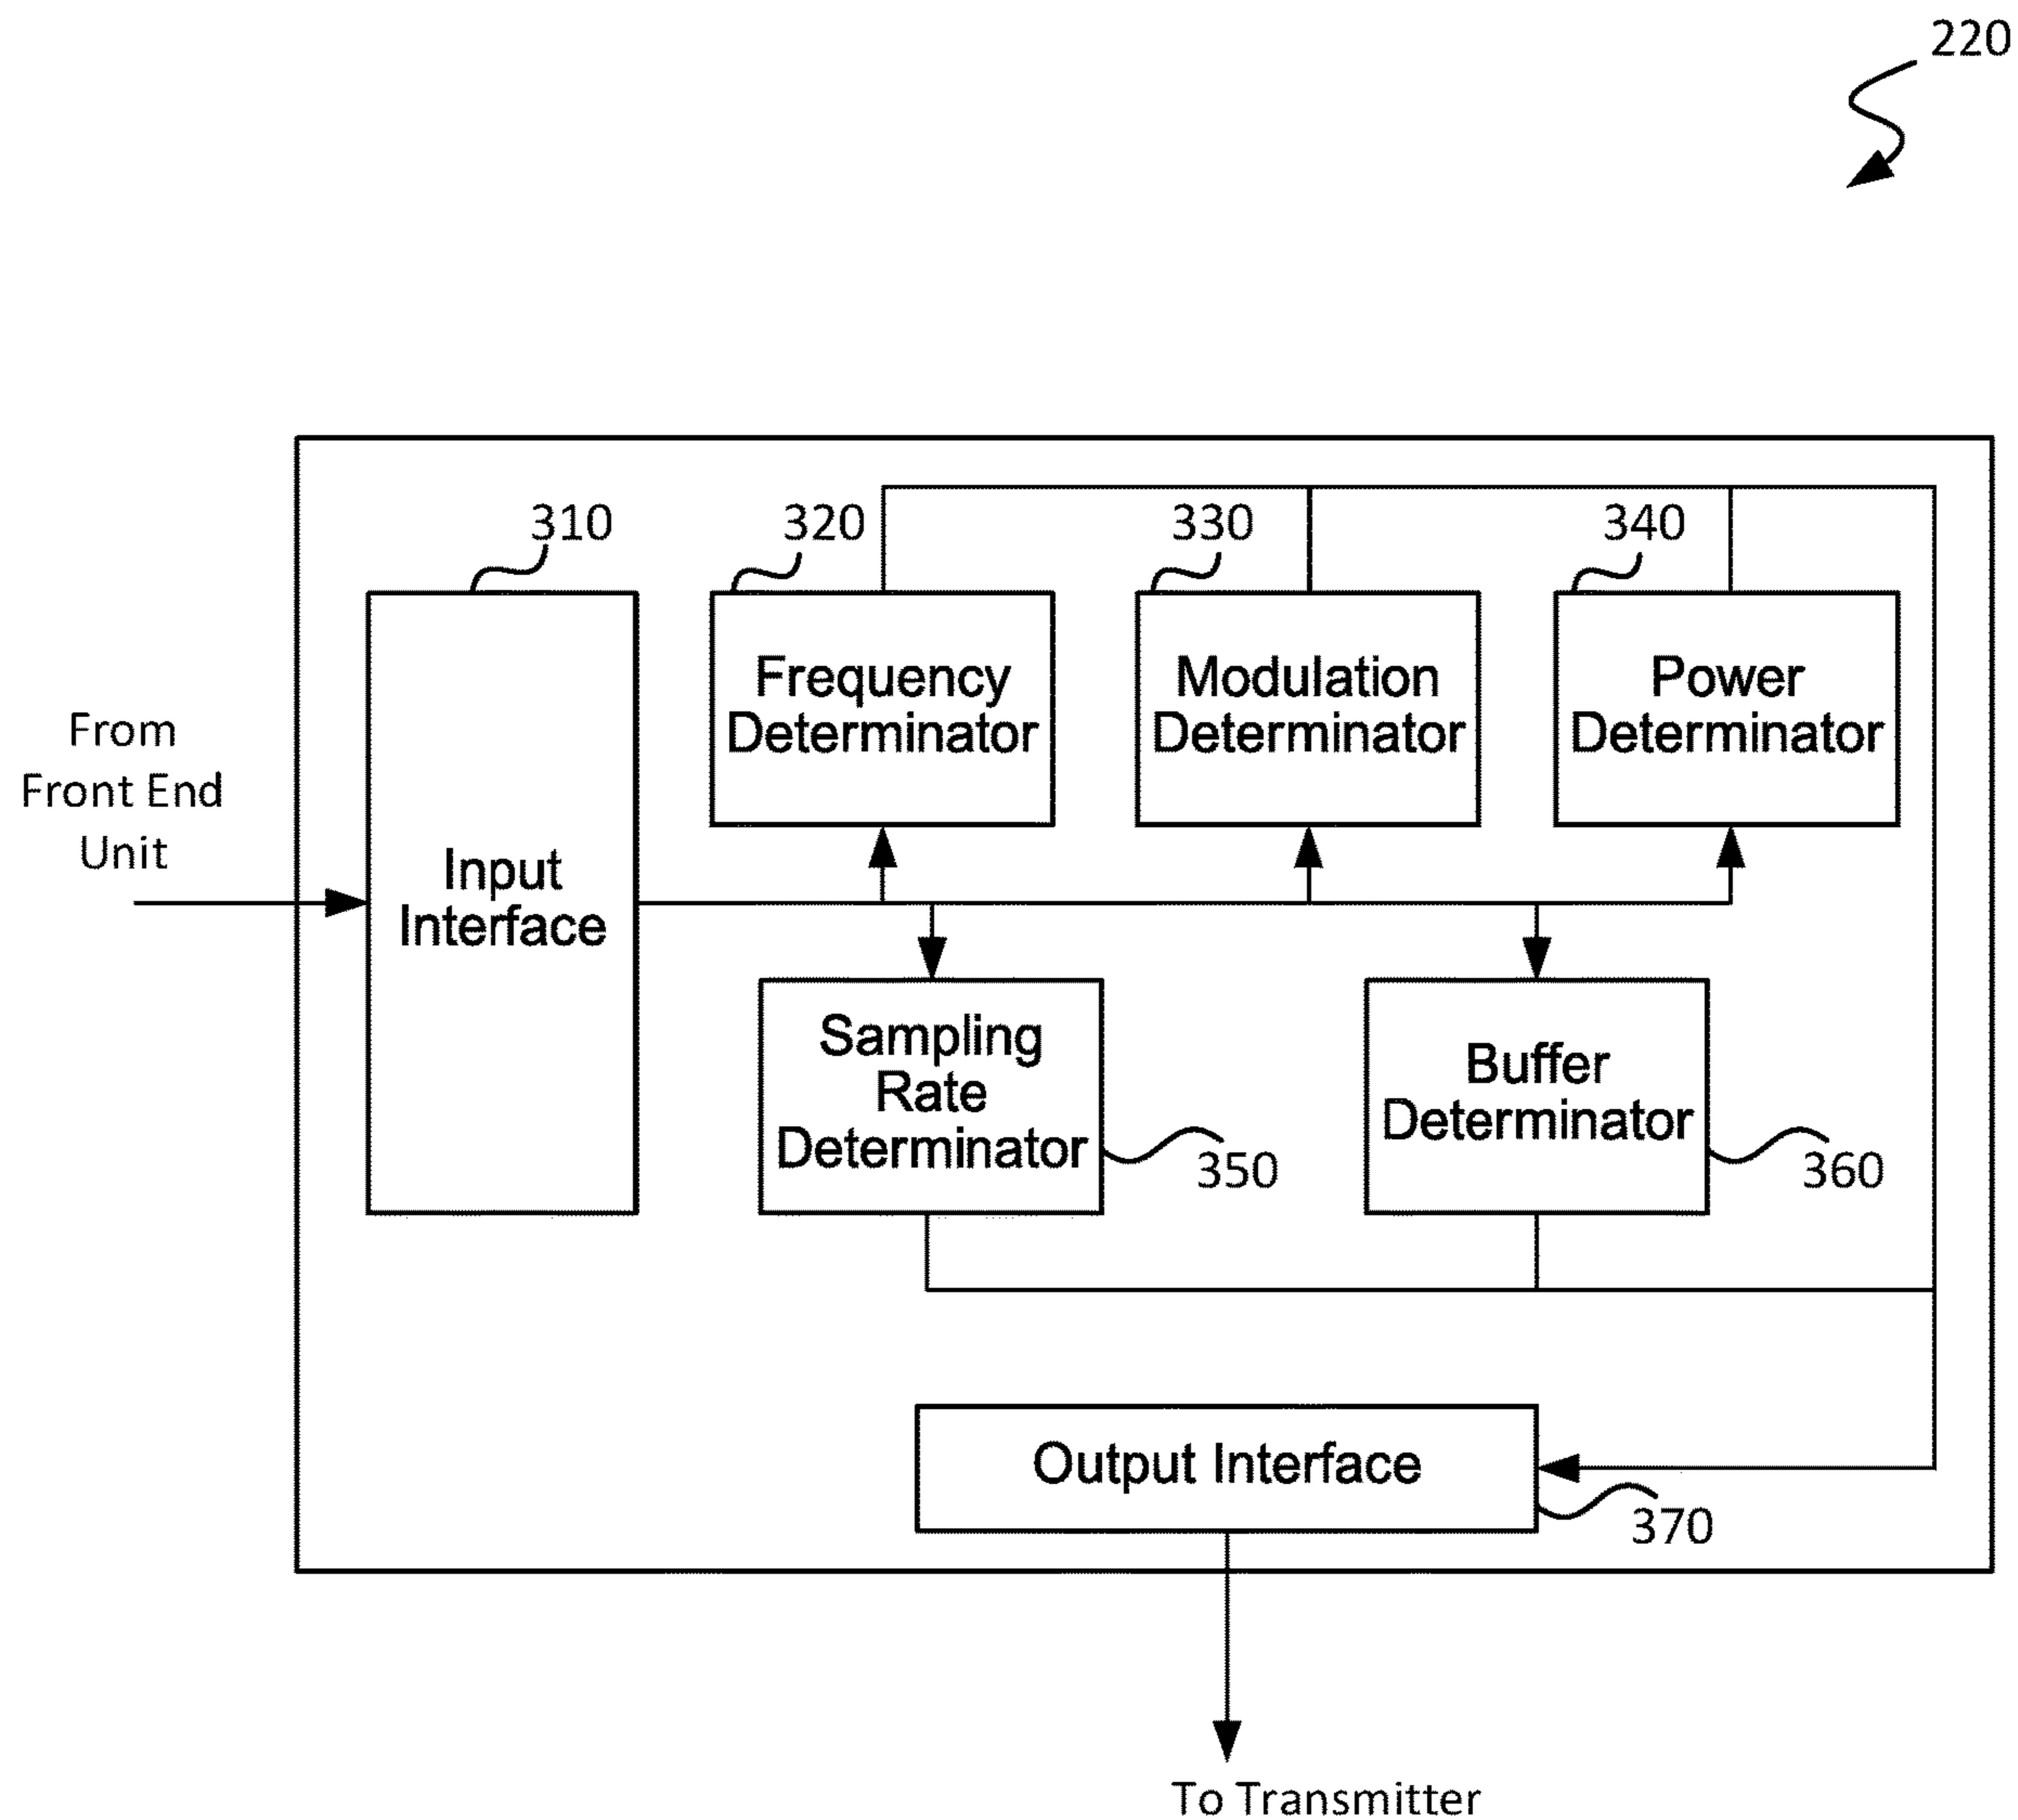 220
310
320
330
340
Frequency
Determinator
Modulation
Determinator
Power
Determinator
From
Front End
Unit
Input
Interface
Sampling
Rate
Determinator
350
Buffer
Determinator
360
Output Interface
370
To Transmitter